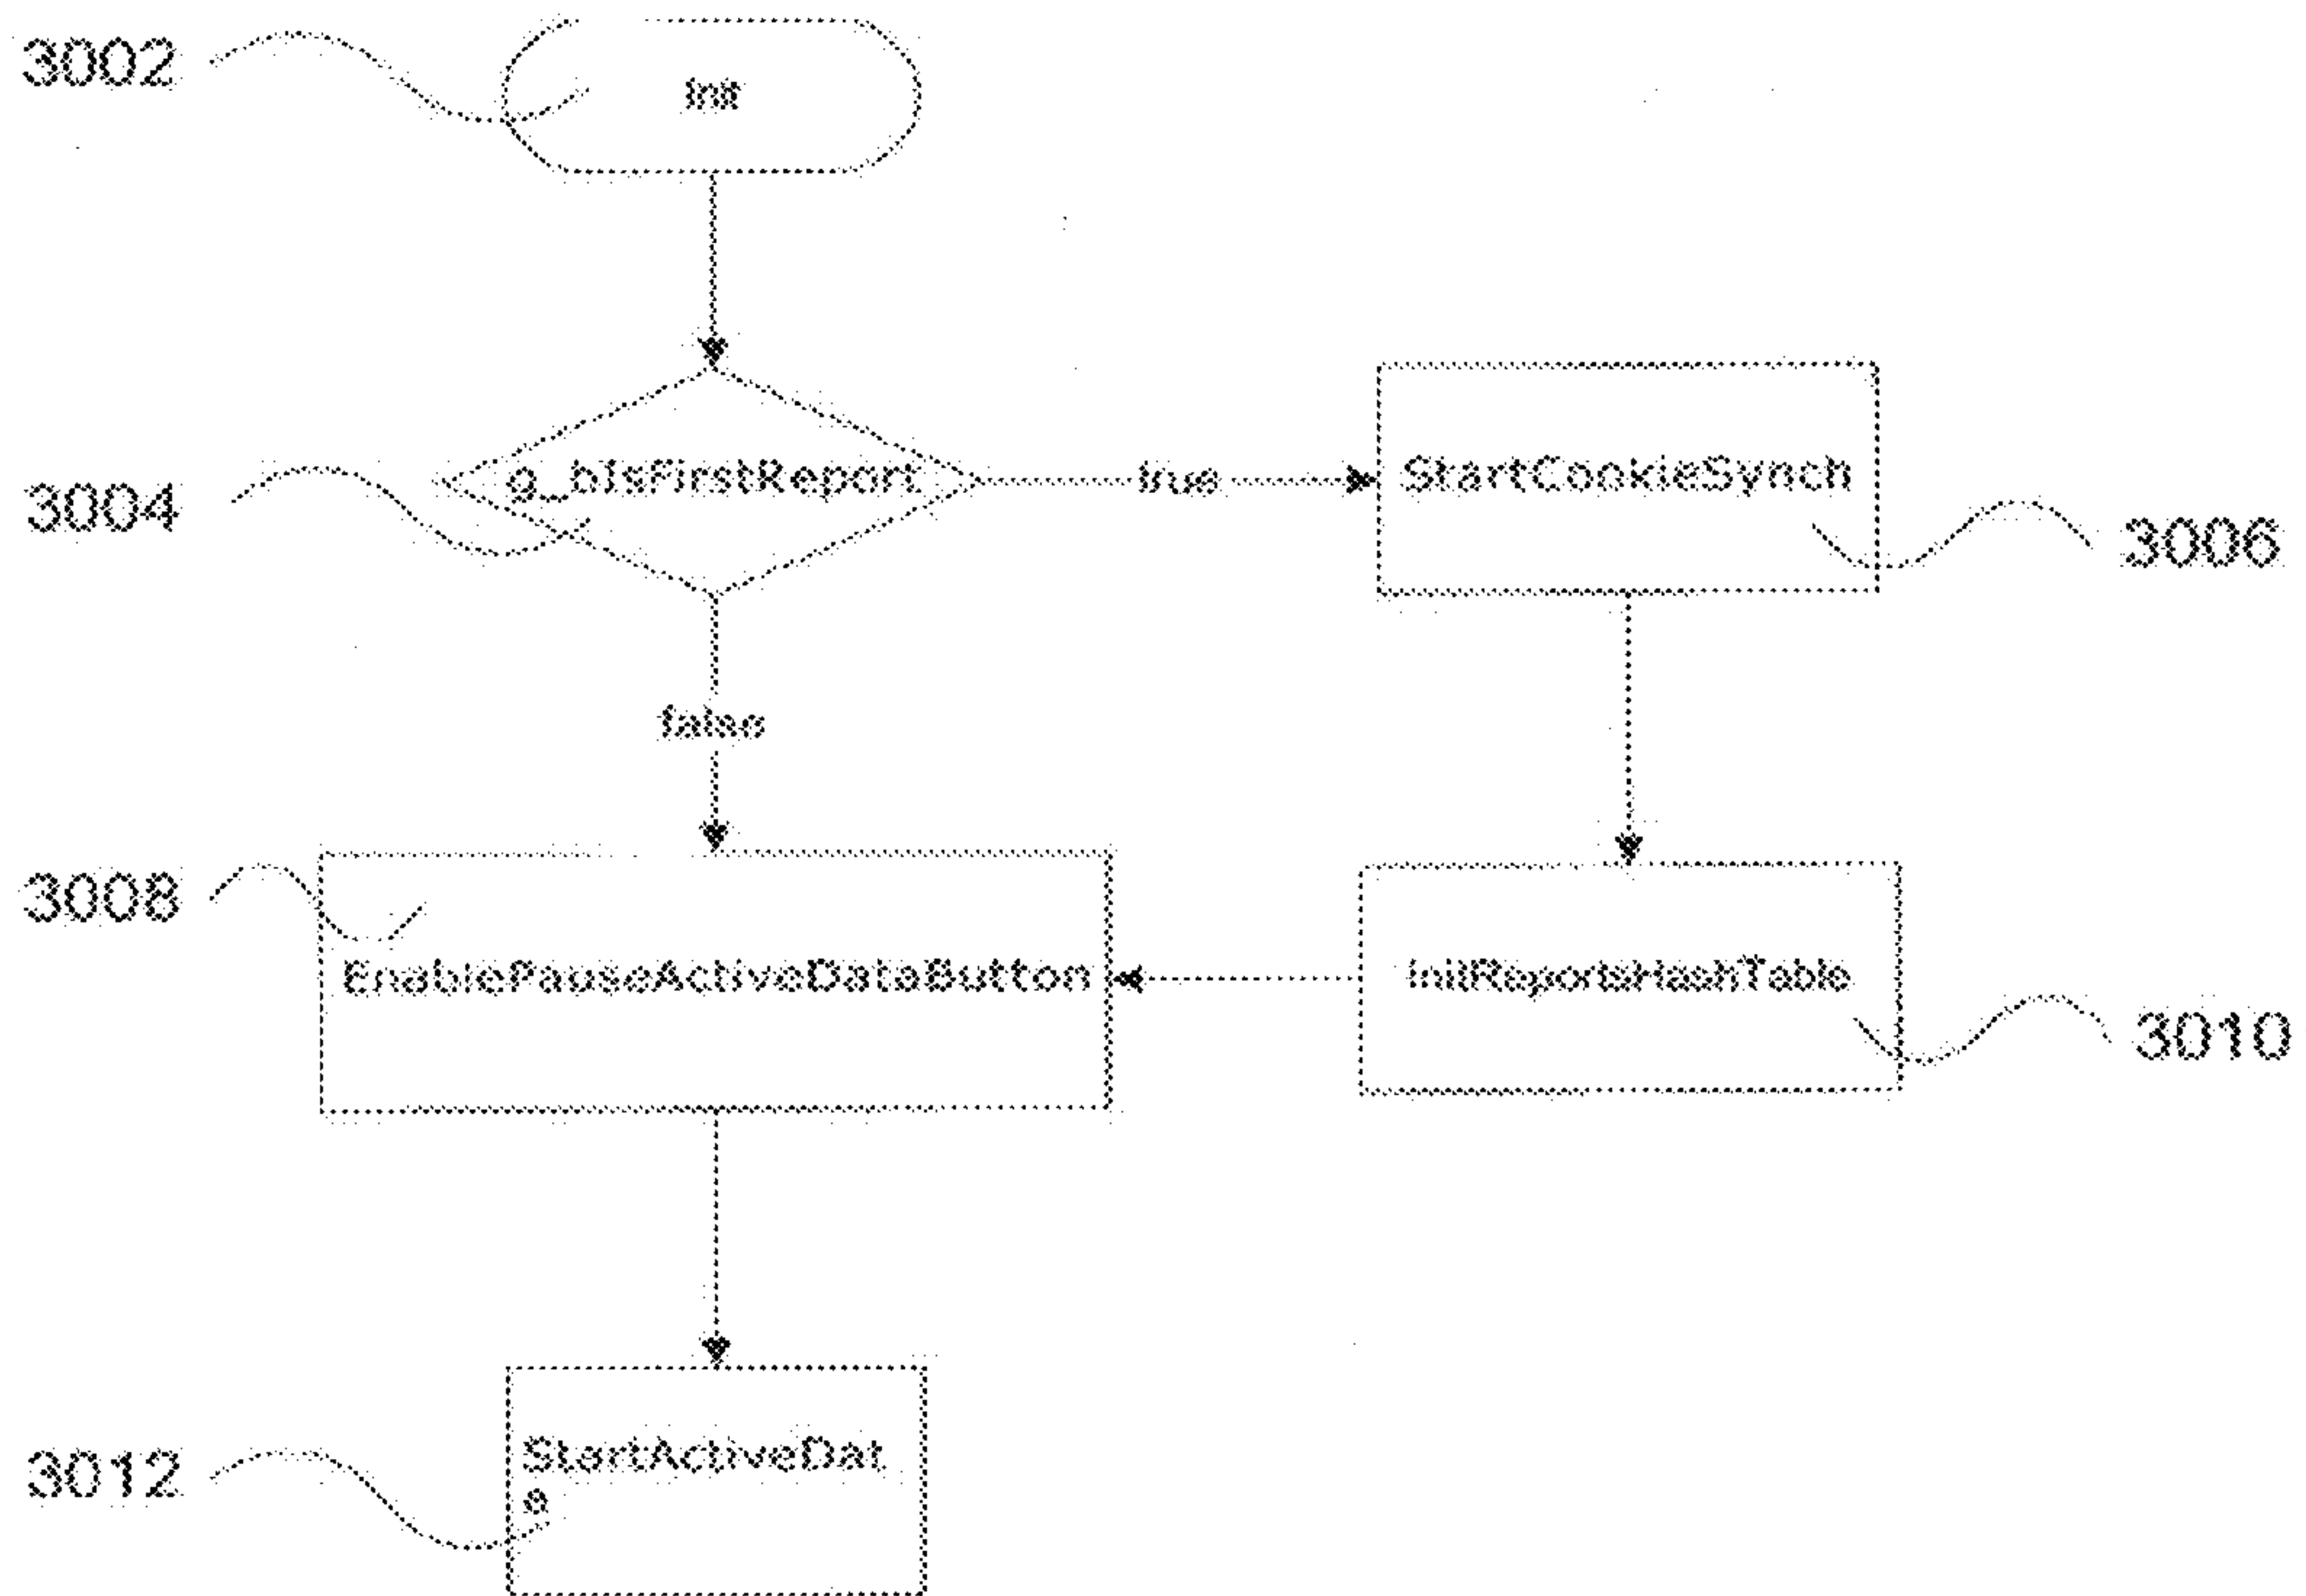 3002
Init
3004
g_bIsFirstReport
true
StartCookieSynch
3006
false
3008
EnablePauseActiveDataButton
InitReportsHashTable
3010
3012
StartActiveDat
a